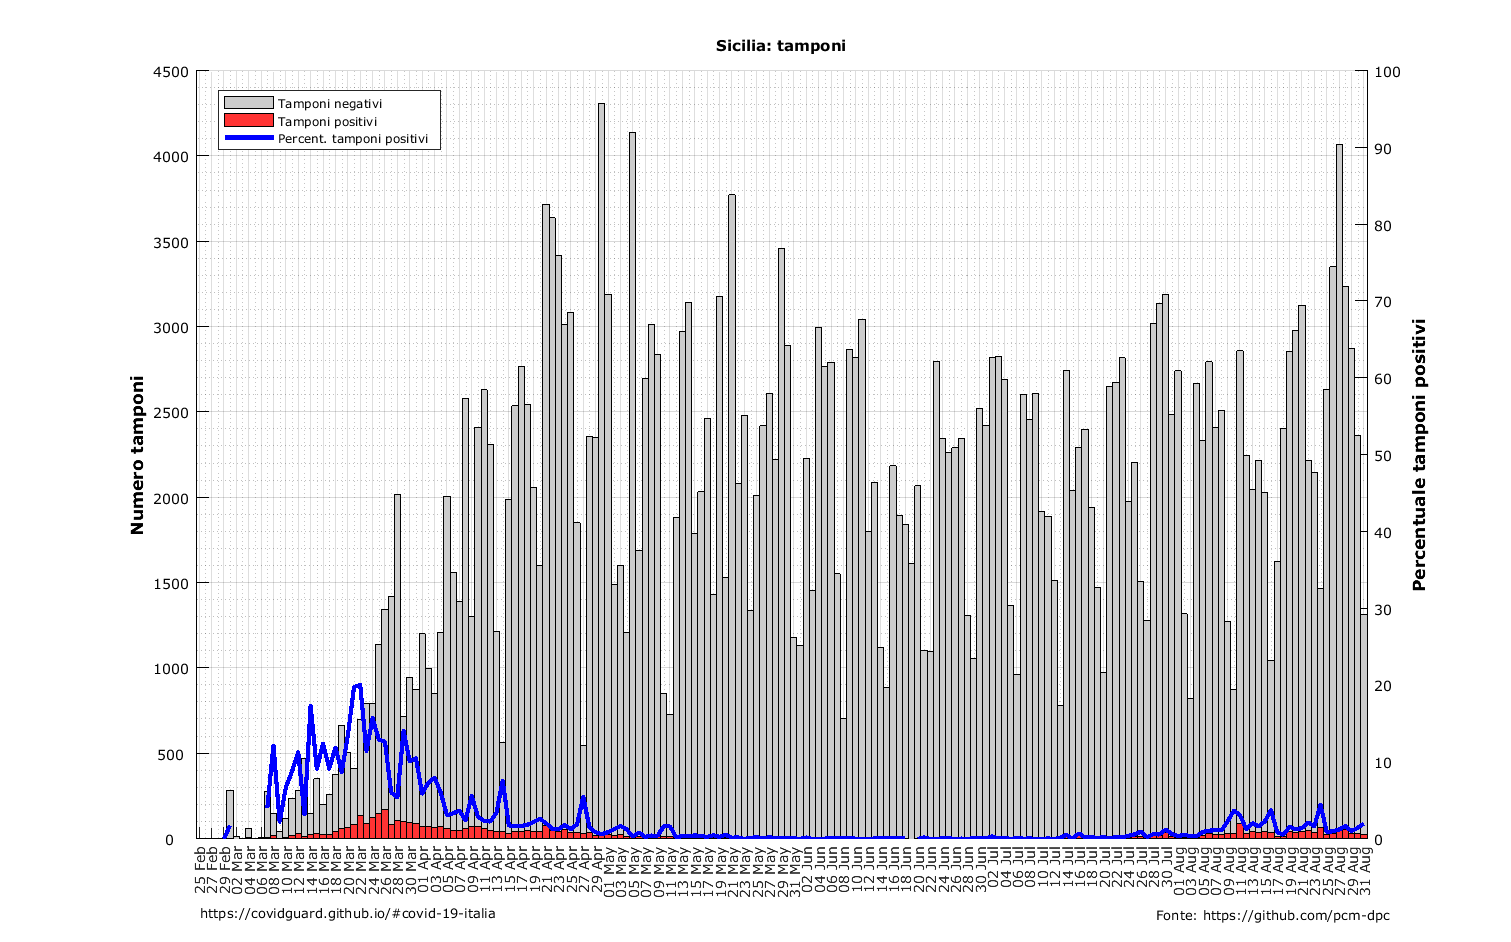 Sicilia: tamponi
Tamponi negativi
Tamponi positivi
Percent. tamponi positivi
Numero tamponi
4500
4000
3500
3000
2500
2000
1500
1000
500
0
Percentuale tamponi positivi
100
90
80
70
60
50
40
30
20
10
0
25 Feb
27 Feb
29 Feb
02 Mar
04 Mar
06 Mar
08 Mar
10 Mar
12 Mar
14 Mar
16 Mar
18 Mar
20 Mar
22 Mar
24 Mar
26 Mar
28 Mar
30 Mar
01 Apr
03 Apr
05 Apr
07 Apr
09 Apr
11 Apr
13 Apr
15 Apr
17 Apr
19 Apr
21 Apr
23 Apr
25 Apr
27 Apr
29 Apr
01 May
03 May
05 May
07 May
09 May
11 May
13 May
15 May
17 May
19 May
21 May
23 May
25 May
27 May
29 May
31 May
02 Jun
04 Jun
06 Jun
08 Jun
10 Jun
12 Jun
14 Jun
16 Jun
18 Jun
20 Jun
22 Jun
24 Jun
26 Jun
28 Jun
30 Jun
02 Jul
04 Jul
06 Jul
08 Jul
10 Jul
12 Jul
14 Jul
16 Jul
18 Jul
20 Jul
22 Jul
24 Jul
26 Jul
28 Jul
30 Jul
01 Aug
03 Aug
05 Aug
07 Aug
09 Aug
11 Aug
13 Aug
15 Aug
17 Aug
19 Aug
21 Aug
23 Aug
25 Aug
27 Aug
29 Aug
31 Aug
https://covidguard.github.io/#covid-19-italia
Fonte: https://github.com/pcm-dpc